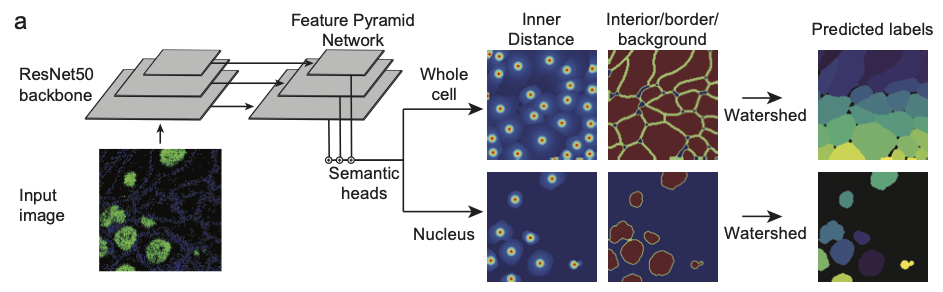 a
Feature Pyramid
Network
ResNet50
backbone
Input
image
Semantic
heads
Whole
cell
Nucleus
Inner
Distance
Interior/border/
background
Watershed
Watershed
Predicted labels